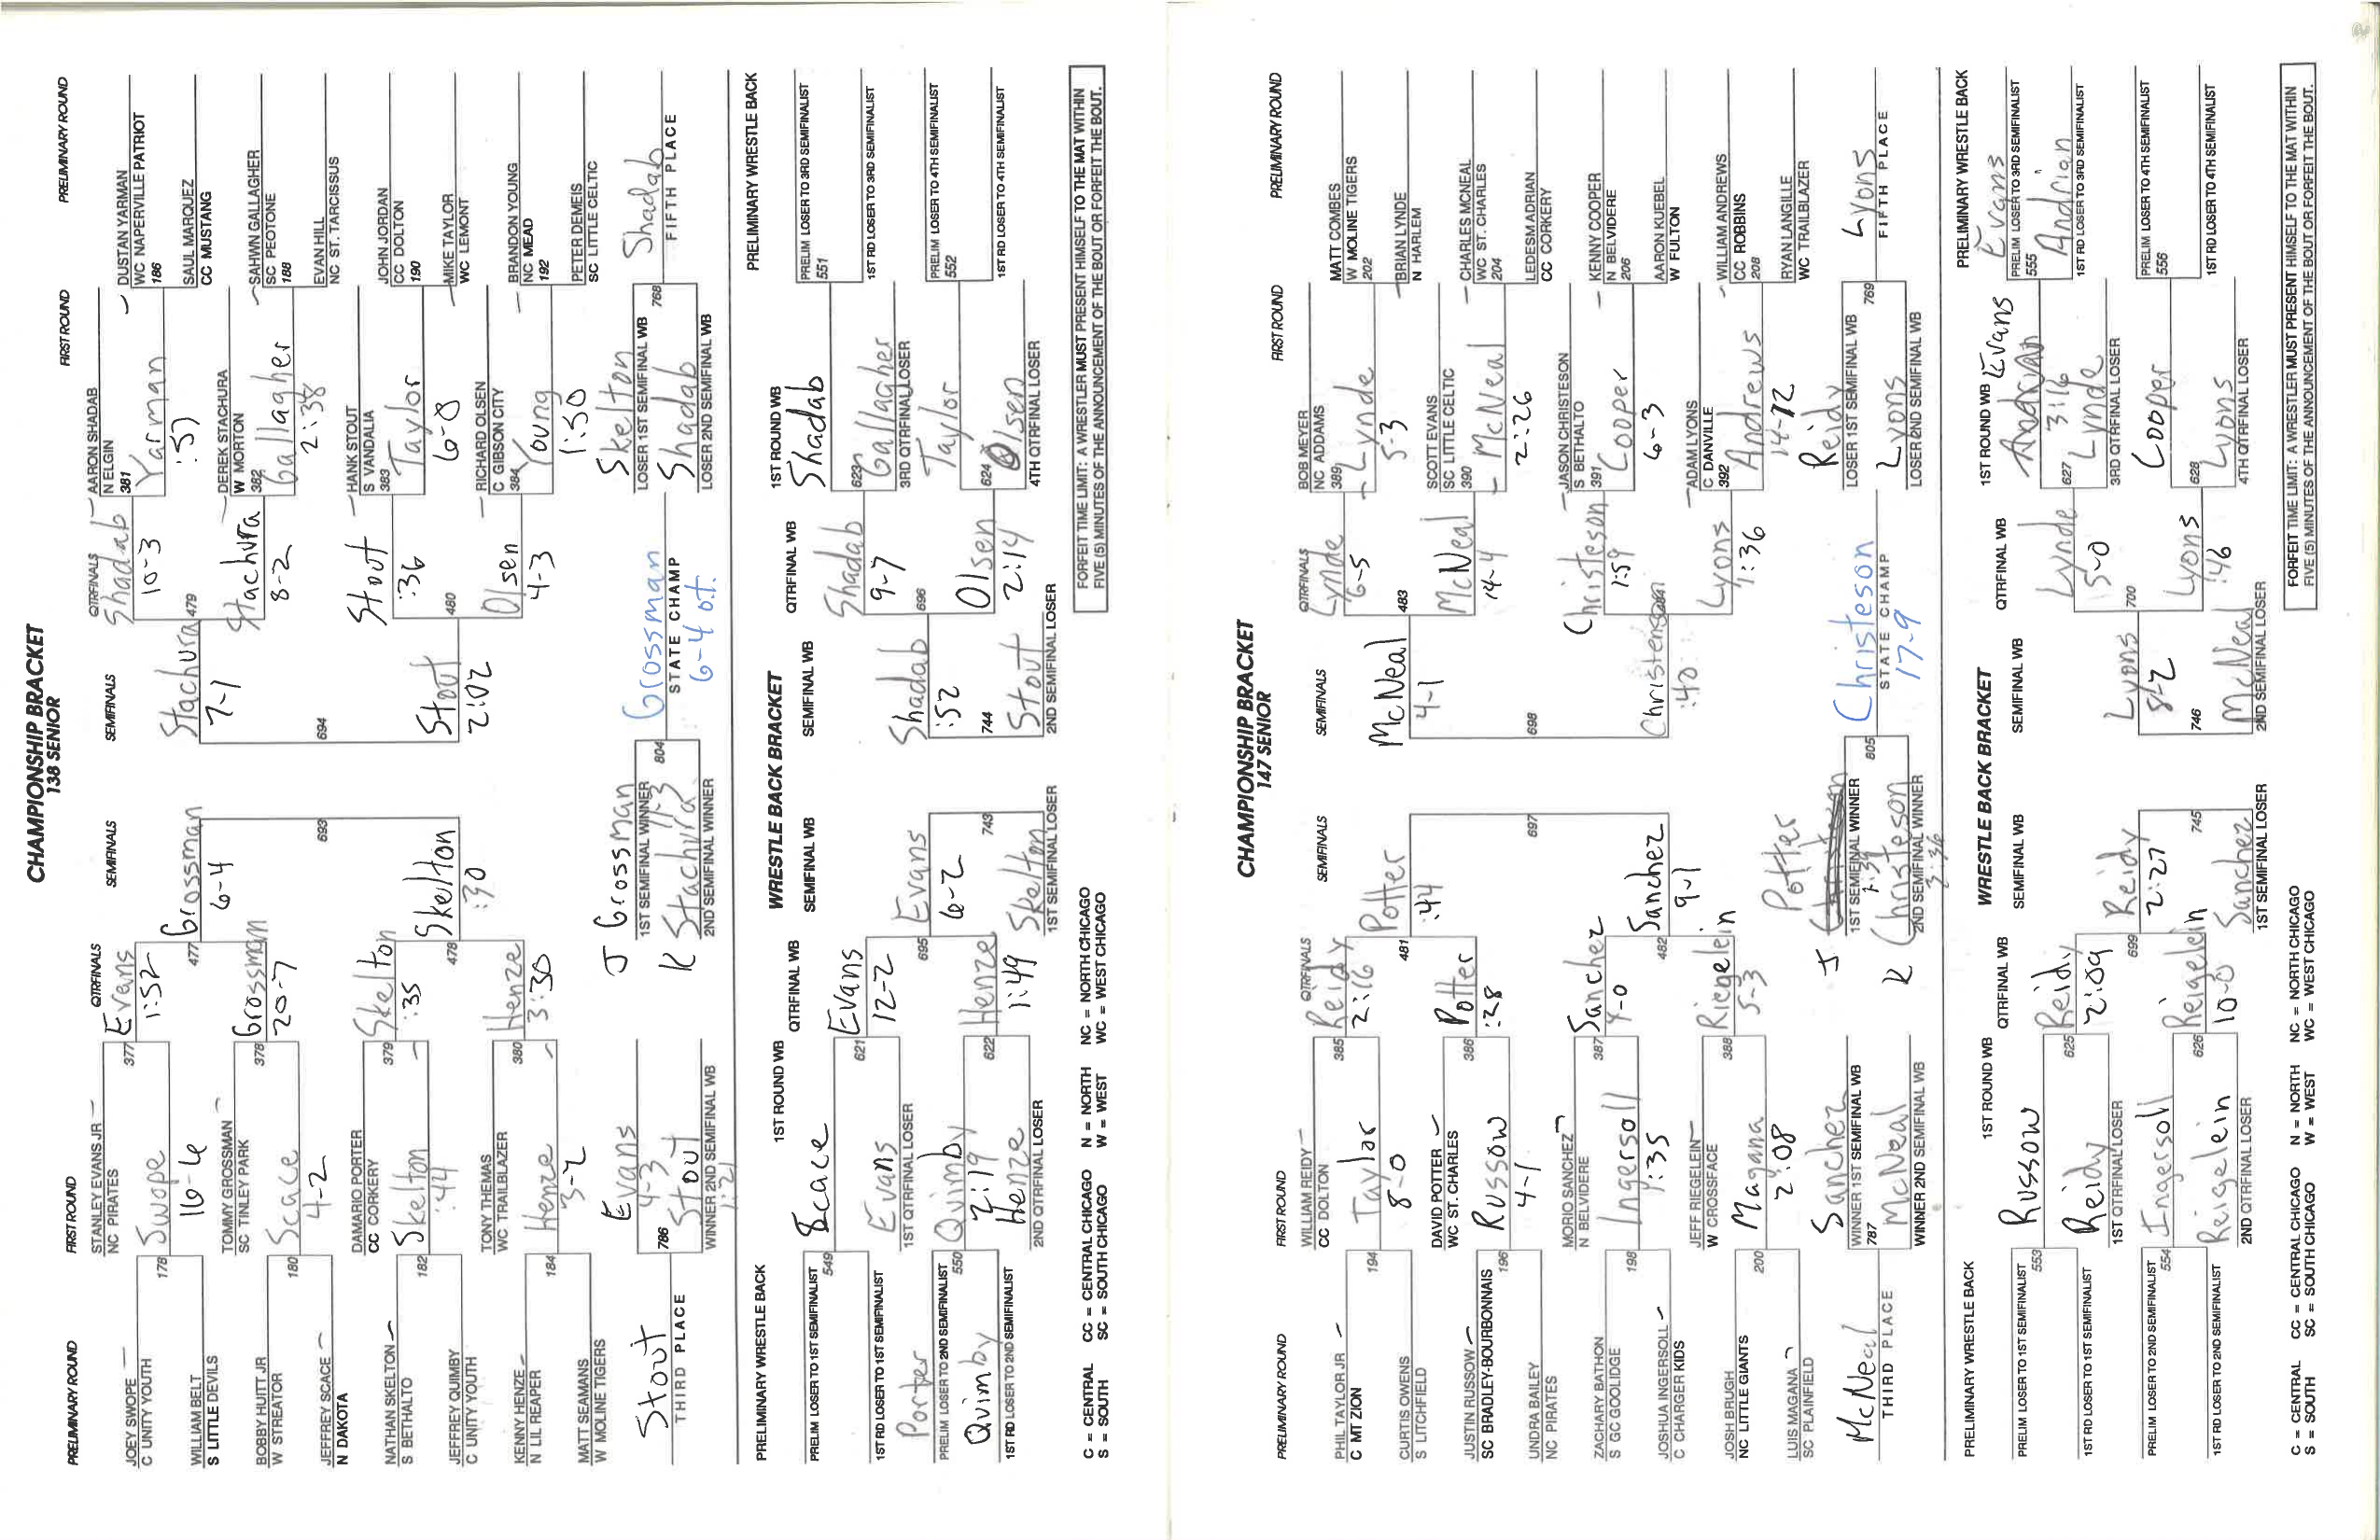 CHAMPIONSHIP BRACKET
138 SENIOR
PRELIMINARY ROUND
FIRST ROUND
QTRFINALS
SEMIFINALS
SEMIFINALS
QTRFINALS
FIRST ROUND
PRELIMINARY ROUND
JOEY SWOPE
C UNITY YOUTH
178
WILLIAM BELT
S LITTLE DEVILS
BOBBY HUITT JR
W STREATOR
180
JEFFREY SCACE
N DAKOTA
NATHAN SKELTON
S BETHALTO
182
JEFFREY QUIMBY
C UNITY YOUTH
KENNY HENZE
N LIL REAPER
184
MATT SEAMANS
W MOLINE TIGERS
STANLEY EVANS JR
NC PIRATES
377
Swope
16-6
TOMMY GROSSMAN
SC TINLEY PARK
378
Scace
4-2
DAMARIO PORTER
CC CORKERY
379
Skelton
:44
TONY THEMAS
WC TRAILBLAZER
380
Henze
3-2
Evans
1:52
477
Grossman
20-7
Skelton
:35
478
Henze
3:30
Grossman
6-4
693
Skelton
:30
Stachura
7-1
694
Stout
2:02
Shadab
10-3
479
Stachura
8-2
Stout
:36
480
Olsen
4-3
AARON SHADAB
N ELGIN
381
Yarman
:57
DEREK STACHURA
W MORTON
382
Gallagher
2:38
HANK STOUT
S VANDALIA
383
Taylor
6-0
RICHARD OLSEN
C GIBSON CITY
384
Young
1:50
DUSTAN YARMAN
WC NAPERVILLE PATRIOT
186
SAUL MARQUEZ
CC MUSTANG
SAHWN GALLAGHER
SC PEOTONE
188
EVAN HILL
NC ST. TARCISSUS
JOHN JORDAN
CC DOLTON
190
MIKE TAYLOR
WC LEMONT
BRANDON YOUNG
NC MEAD
192
PETER DEMEIS
SC LITTLE CELTIC
Stout
THIRD PLACE
Evans
4-3
786
Stout
WINNER 2ND SEMIFINAL WB
1:21
J Grossman
1ST SEMIFINAL WINNER
11-3
804
K Stachura
2ND SEMIFINAL WINNER
Grossman
STATE CHAMP
6-4 o.t.
Skelton
LOSER 1ST SEMIFINAL WB
768
Shadab
LOSER 2ND SEMIFINAL WB
Shadab
FIFTH PLACE
WRESTLE BACK BRACKET
PRELIMINARY WRESTLE BACK
1ST ROUND WB
QTRFINAL WB
SEMIFINAL WB
SEMIFINAL WB
QTRFINAL WB
1ST ROUND WB
PRELIMINARY WRESTLE BACK
PRELIM LOSER TO 1ST SEMIFINALIST
549
1ST RD LOSER TO 1ST SEMIFINALIST
Porter
PRELIM LOSER TO 2ND SEMIFINALIST
550
Quimby
1ST RD LOSER TO 2ND SEMIFINALIST
Scace
621
Evans
1ST QTRFINAL LOSER
Quimby
2:19
622
Henze
2ND QTRFINAL LOSER
Evans
12-2
695
Henze
1:49
Evans
6-2
743
Skelton
1ST SEMIFINAL LOSER
Shadab
:52
744
Stout
2ND SEMIFINAL LOSER
Shadab
9-7
696
Olsen
2:14
Shadab
623
Gallagher
3RD QTRFINAL LOSER
Taylor
624
Olsen
4TH QTRFINAL LOSER
PRELIM LOSER TO 3RD SEMIFINALIST
551
1ST RD LOSER TO 3RD SEMIFINALIST
PRELIM LOSER TO 4TH SEMIFINALIST
552
1ST RD LOSER TO 4TH SEMIFINALIST
C = CENTRAL CC = CENTRAL CHICAGO N = NORTH NC = NORTH CHICAGO
S = SOUTH SC = SOUTH CHICAGO W = WEST WC = WEST CHICAGO
FORFEIT TIME LIMIT: A WRESTLER MUST PRESENT HIMSELF TO THE MAT WITHIN
FIVE (5) MINUTES OF THE ANNOUNCEMENT OF THE BOUT OR FORFEIT THE BOUT.
CHAMPIONSHIP BRACKET
147 SENIOR
PRELIMINARY ROUND
FIRST ROUND
QTRFINALS
SEMIFINALS
SEMIFINALS
QTRFINALS
FIRST ROUND
PRELIMINARY ROUND
PHIL TAYLOR JR
C MT ZION
194
CURTIS OWENS
S LITCHFIELD
JUSTIN RUSSOW
SC BRADLEY-BOURBONNAIS
196
UNDRA BAILEY
NC PIRATES
ZACHARY BATHON
S GC GOOLIDGE
198
JOSHUA INGERSOLL
C CHARGER KIDS
JOSH BRUGH
NC LITTLE GIANTS
200
LUIS MAGANA
SC PLAINFIELD
WILLIAM REIDY
CC DOLTON
385
Taylor
8-0
DAVID POTTER
WC ST. CHARLES
386
Russow
4-1
MORIO SANCHEZ
N BELVIDERE
387
Ingersoll
1:35
JEFF RIEGELEIN
W CROSSFACE
388
Magana
2:08
Reidy
2:16
481
Potter
:28
Sanchez
4-0
482
Riegelein
5-3
Potter
:44
697
Sanchez
9-1
McNeal
4-1
698
Christenson
:40
Lynde
6-5
483
McNeal
14-4
Christeson
1:59
484
Lyons
1:36
BOB MEYER
NC ADDAMS
389
Lynde
5-3
SCOTT EVANS
SC LITTLE CELTIC
390
McNeal
2:26
JASON CHRISTESON
S BETHALTO
391
Cooper
6-3
ADAM LYONS
C DANVILLE
392
Andrews
14-12
MATT COMBES
W MOLINE TIGERS
202
BRIAN LYNDE
N HARLEM
CHARLES MCNEAL
WC ST. CHARLES
204
LEDESM ADRIAN
CC CORKERY
KENNY COOPER
N BELVIDERE
206
AARON KUEBEL
W FULTON
WILLIAM ANDREWS
CC ROBBINS
208
RYAN LANGILLE
WC TRAILBLAZER
McNeal
THIRD PLACE
Sanchez
WINNER 1ST SEMIFINAL WB
787
McNeal
WINNER 2ND SEMIFINAL WB
Potter
J
1ST SEMIFINAL WINNER
805
K Christeson
2ND SEMIFINAL WINNER
Christeson
STATE CHAMP
17-9
Reidy
LOSER 1ST SEMIFINAL WB
769
Lyons
LOSER 2ND SEMIFINAL WB
Lyons
FIFTH PLACE
WRESTLE BACK BRACKET
PRELIMINARY WRESTLE BACK
1ST ROUND WB
QTRFINAL WB
SEMIFINAL WB
SEMIFINAL WB
QTRFINAL WB
1ST ROUND WB
PRELIMINARY WRESTLE BACK
PRELIM LOSER TO 1ST SEMIFINALIST
553
1ST RD LOSER TO 1ST SEMIFINALIST
PRELIM LOSER TO 2ND SEMIFINALIST
554
1ST RD LOSER TO 2ND SEMIFINALIST
Russow
625
Reidy
1ST QTRFINAL LOSER
Ingersoll
626
Reigelein
2ND QTRFINAL LOSER
Reidy
2:09
699
Reigelein
10-0
Reidy
2:27
745
Sanchez
1ST SEMIFINAL LOSER
Lyons
8-2
746
McNeal
2ND SEMIFINAL LOSER
Lynde
5-0
700
Lyons
:46
Evans
3:16
627
Lynde
3RD QTRFINAL LOSER
Cooper
628
Lyons
4TH QTRFINAL LOSER
Evans
PRELIM LOSER TO 3RD SEMIFINALIST
555
Andrian
1ST RD LOSER TO 3RD SEMIFINALIST
PRELIM LOSER TO 4TH SEMIFINALIST
556
1ST RD LOSER TO 4TH SEMIFINALIST
C = CENTRAL CC = CENTRAL CHICAGO N = NORTH NC = NORTH CHICAGO
S = SOUTH SC = SOUTH CHICAGO W = WEST WC = WEST CHICAGO
FORFEIT TIME LIMIT: A WRESTLER MUST PRESENT HIMSELF TO THE MAT WITHIN
FIVE (5) MINUTES OF THE ANNOUNCEMENT OF THE BOUT OR FORFEIT THE BOUT.